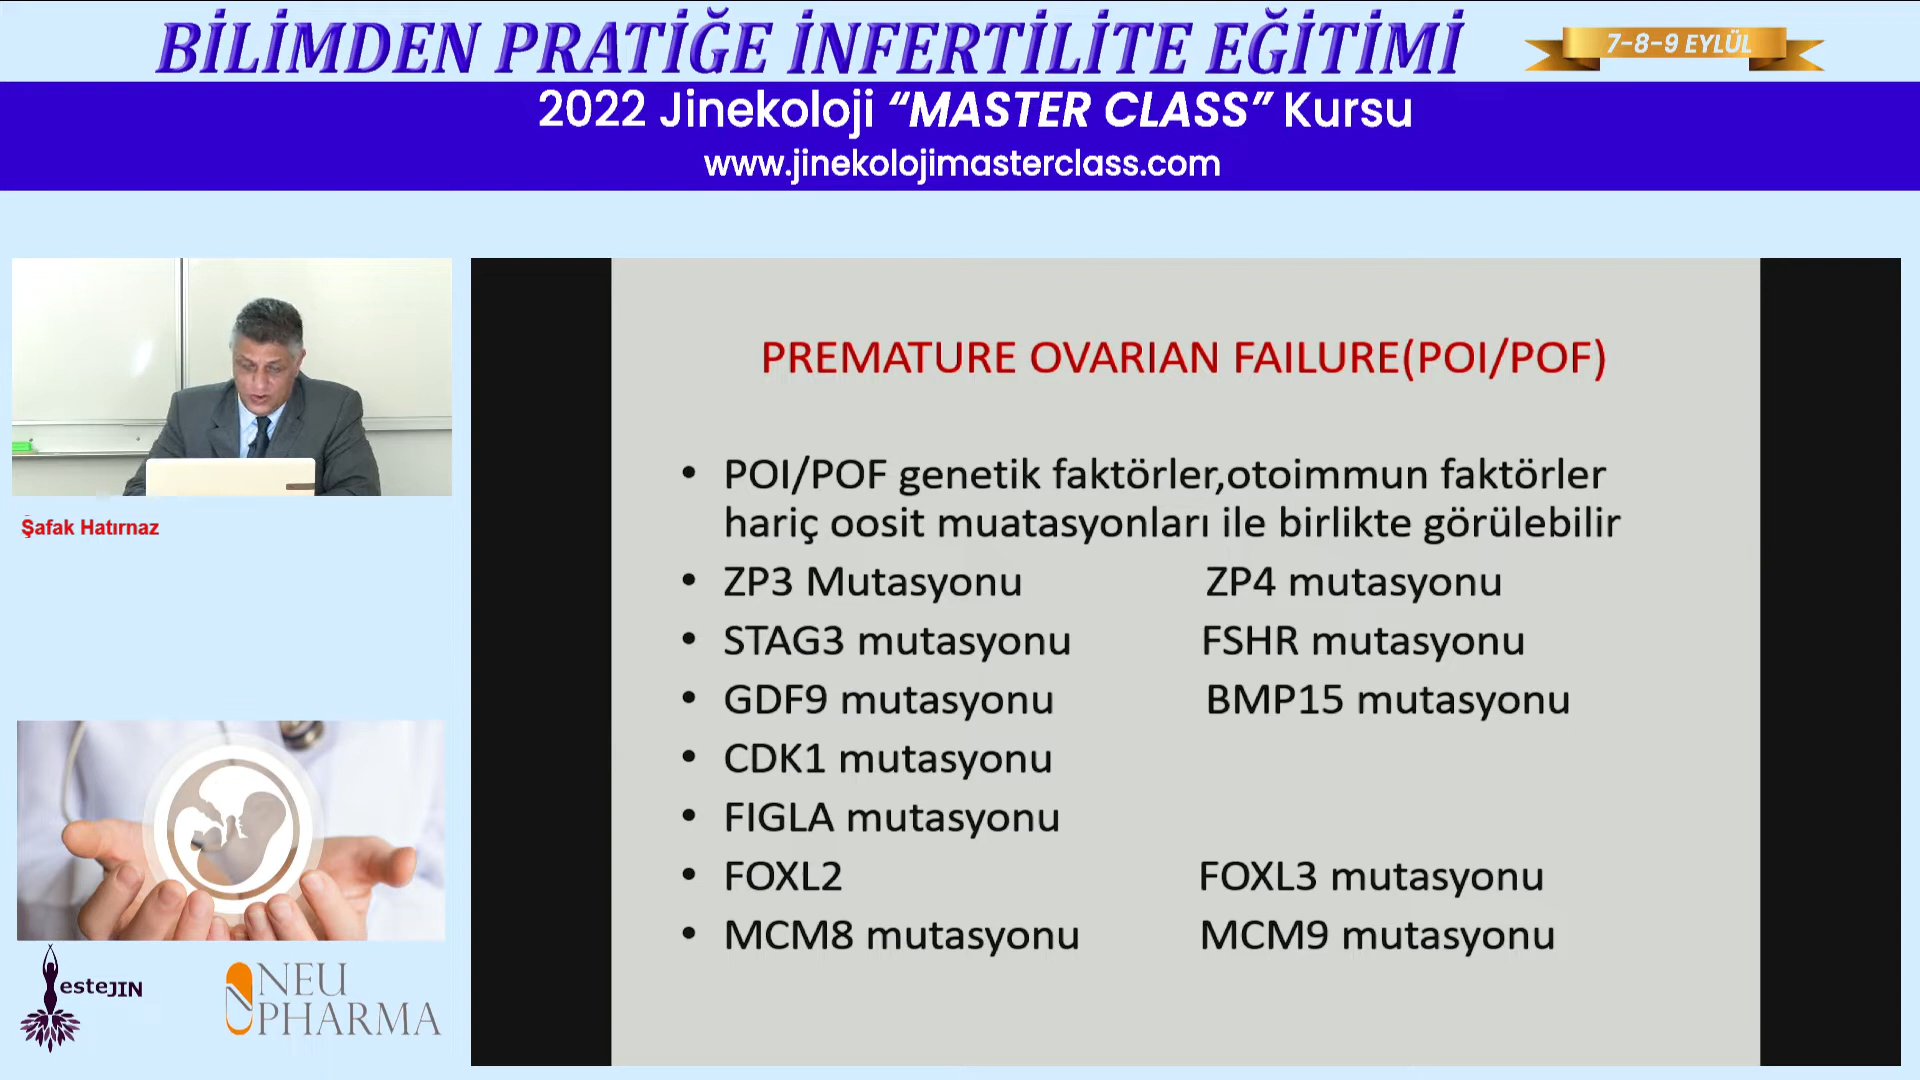 BİLİMDEN PRATİĞE İNFERTİLİTE EĞİTİMİ
7-8-9 EYLÜL
2022 Jinekoloji “MASTER CLASS” Kursu
www.jinekolojimasterclass.com
Şafak Hatırnaz
PREMATURE OVARIAN FAILURE(POI/POF)
• POI/POF genetik faktörler,otoimmun faktörler
hariç oosit muatasyonları ile birlikte görülebilir
• ZP3 Mutasyonu ZP4 mutasyonu
• STAG3 mutasyonu FSHR mutasyonu
• GDF9 mutasyonu BMP15 mutasyonu
• CDK1 mutasyonu
• FIGLA mutasyonu
• FOXL2 FOXL3 mutasyonu
• MCM8 mutasyonu MCM9 mutasyonu
esteJIN
NEU
PHARMA